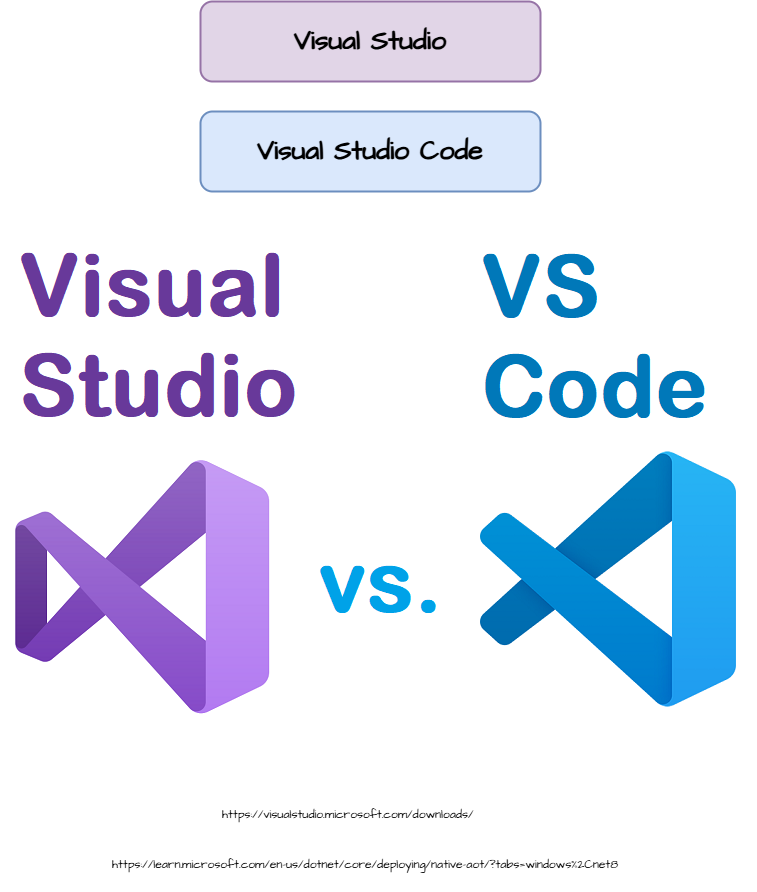 Visual Studio
Visual Studio Code
Visual
Studio
VS
Code
vs.
https://visualstudio.microsoft.com/downloads/
https://learn.microsoft.com/en-us/dotnet/core/deploying/native-aot/?tabs=windows%2Cnet8